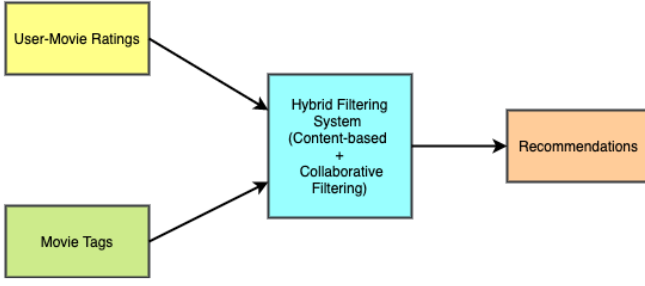 User-Movie Ratings
Hybrid Filtering
System
(Content-based
+
Collaborative
Filtering)
Recommendations
Movie Tags